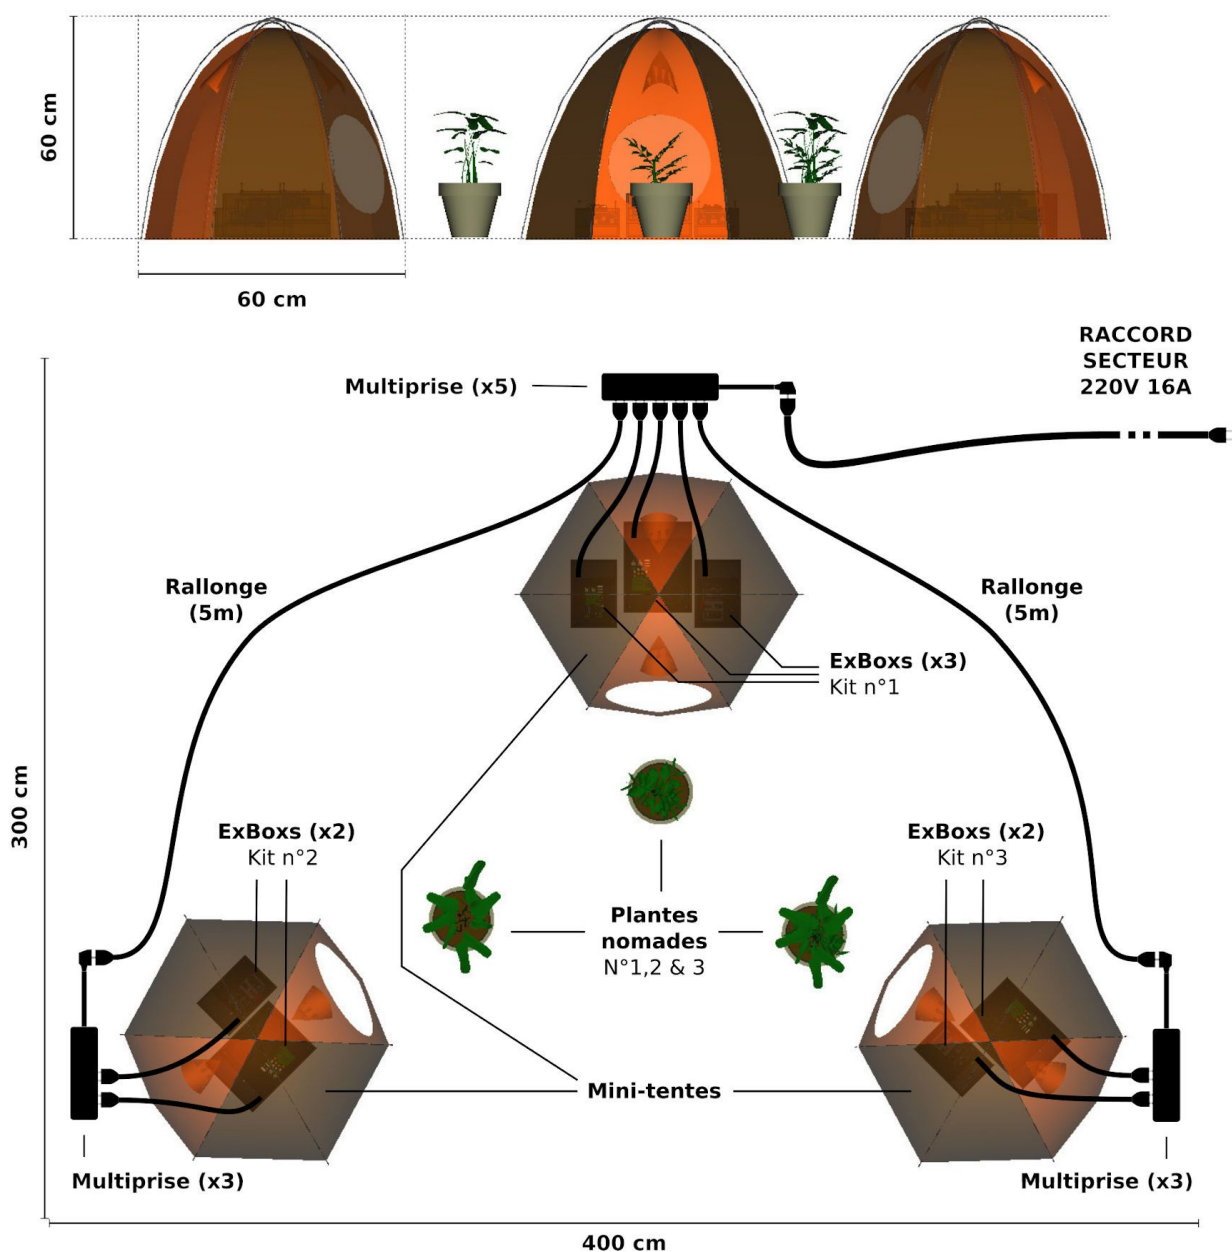 60 cm
60 cm
RACCORD
SECTEUR
220V 16A
Multiprise (x5)
Rallonge
(5m)
Rallonge
(5m)
ExBoxs (x3)
Kit n°1
300 cm
ExBoxs (x2)
Kit n°2
ExBoxs (x2)
Kit n°3
Plantes
nomades
N°1,2 & 3
Mini-tentes
Multiprise (x3)
Multiprise (x3)
400 cm